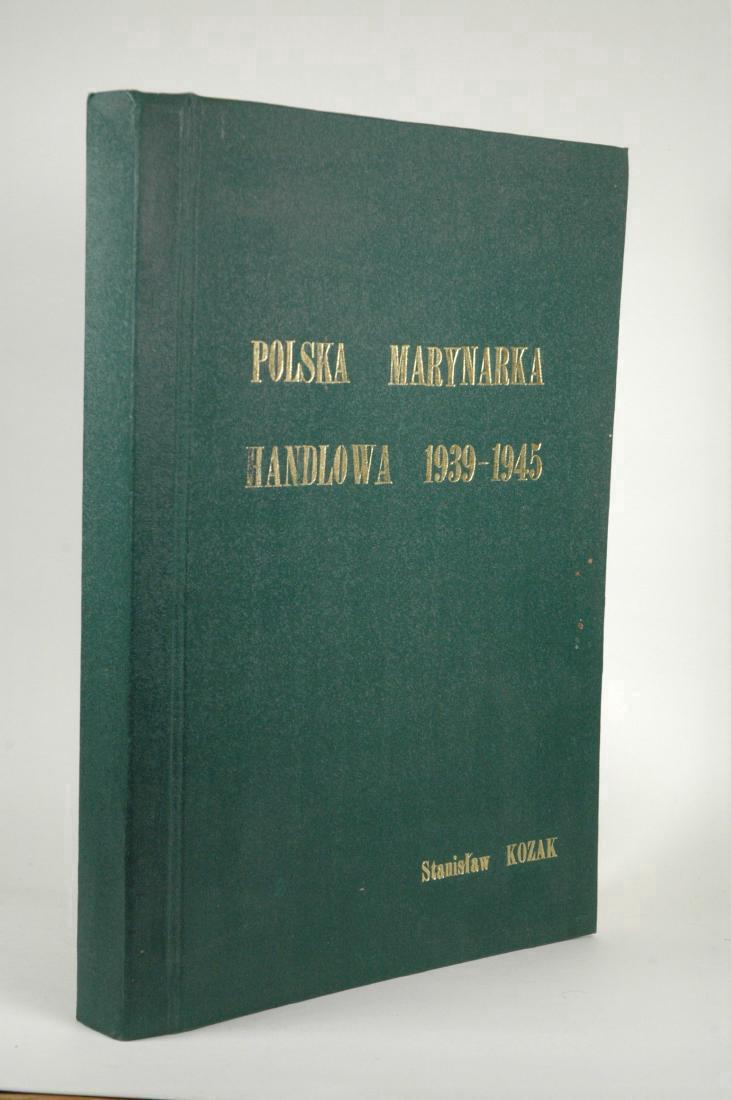 POLSKA MARYNARKA
HANDLOWA 1939-1945
Stanisław KOZAK